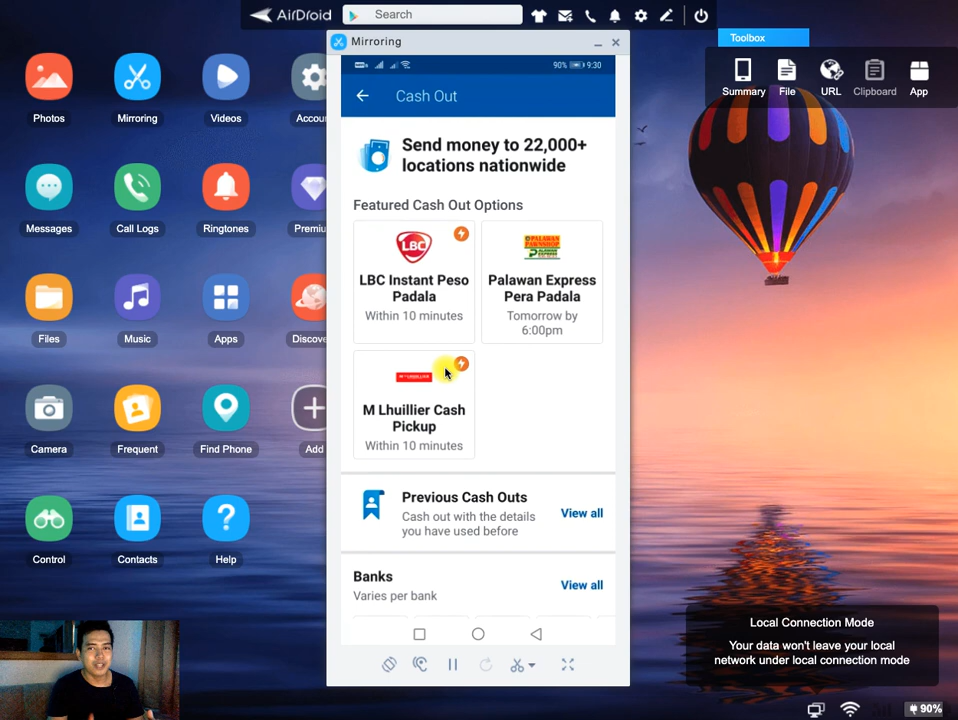 AirDroid
Search
Toolbox
Summary
File
URL
Clipboard
App
Photos
Mirroring
Videos
Accou
Messages
Call Logs
Ringtones
Premiu
Files
Music
Apps
Discove
Camera
Frequent
Find Phone
Add
Control
Contacts
Help
Mirroring
90% 9:30
Cash Out
Send money to 22,000+
locations nationwide
Featured Cash Out Options
LBC
LBC Instant Peso
Padala
Within 10 minutes
PALAWAN
PAWNSHOP
Palawan Express
Pera Padala
Tomorrow by
6:00pm
M Lhuillier Cash
Pickup
Within 10 minutes
Previous Cash Outs
Cash out with the details
you have used before
View all
Banks
Varies per bank
View all
Local Connection Mode
Your data won't leave your local
network under local connection mode
90%